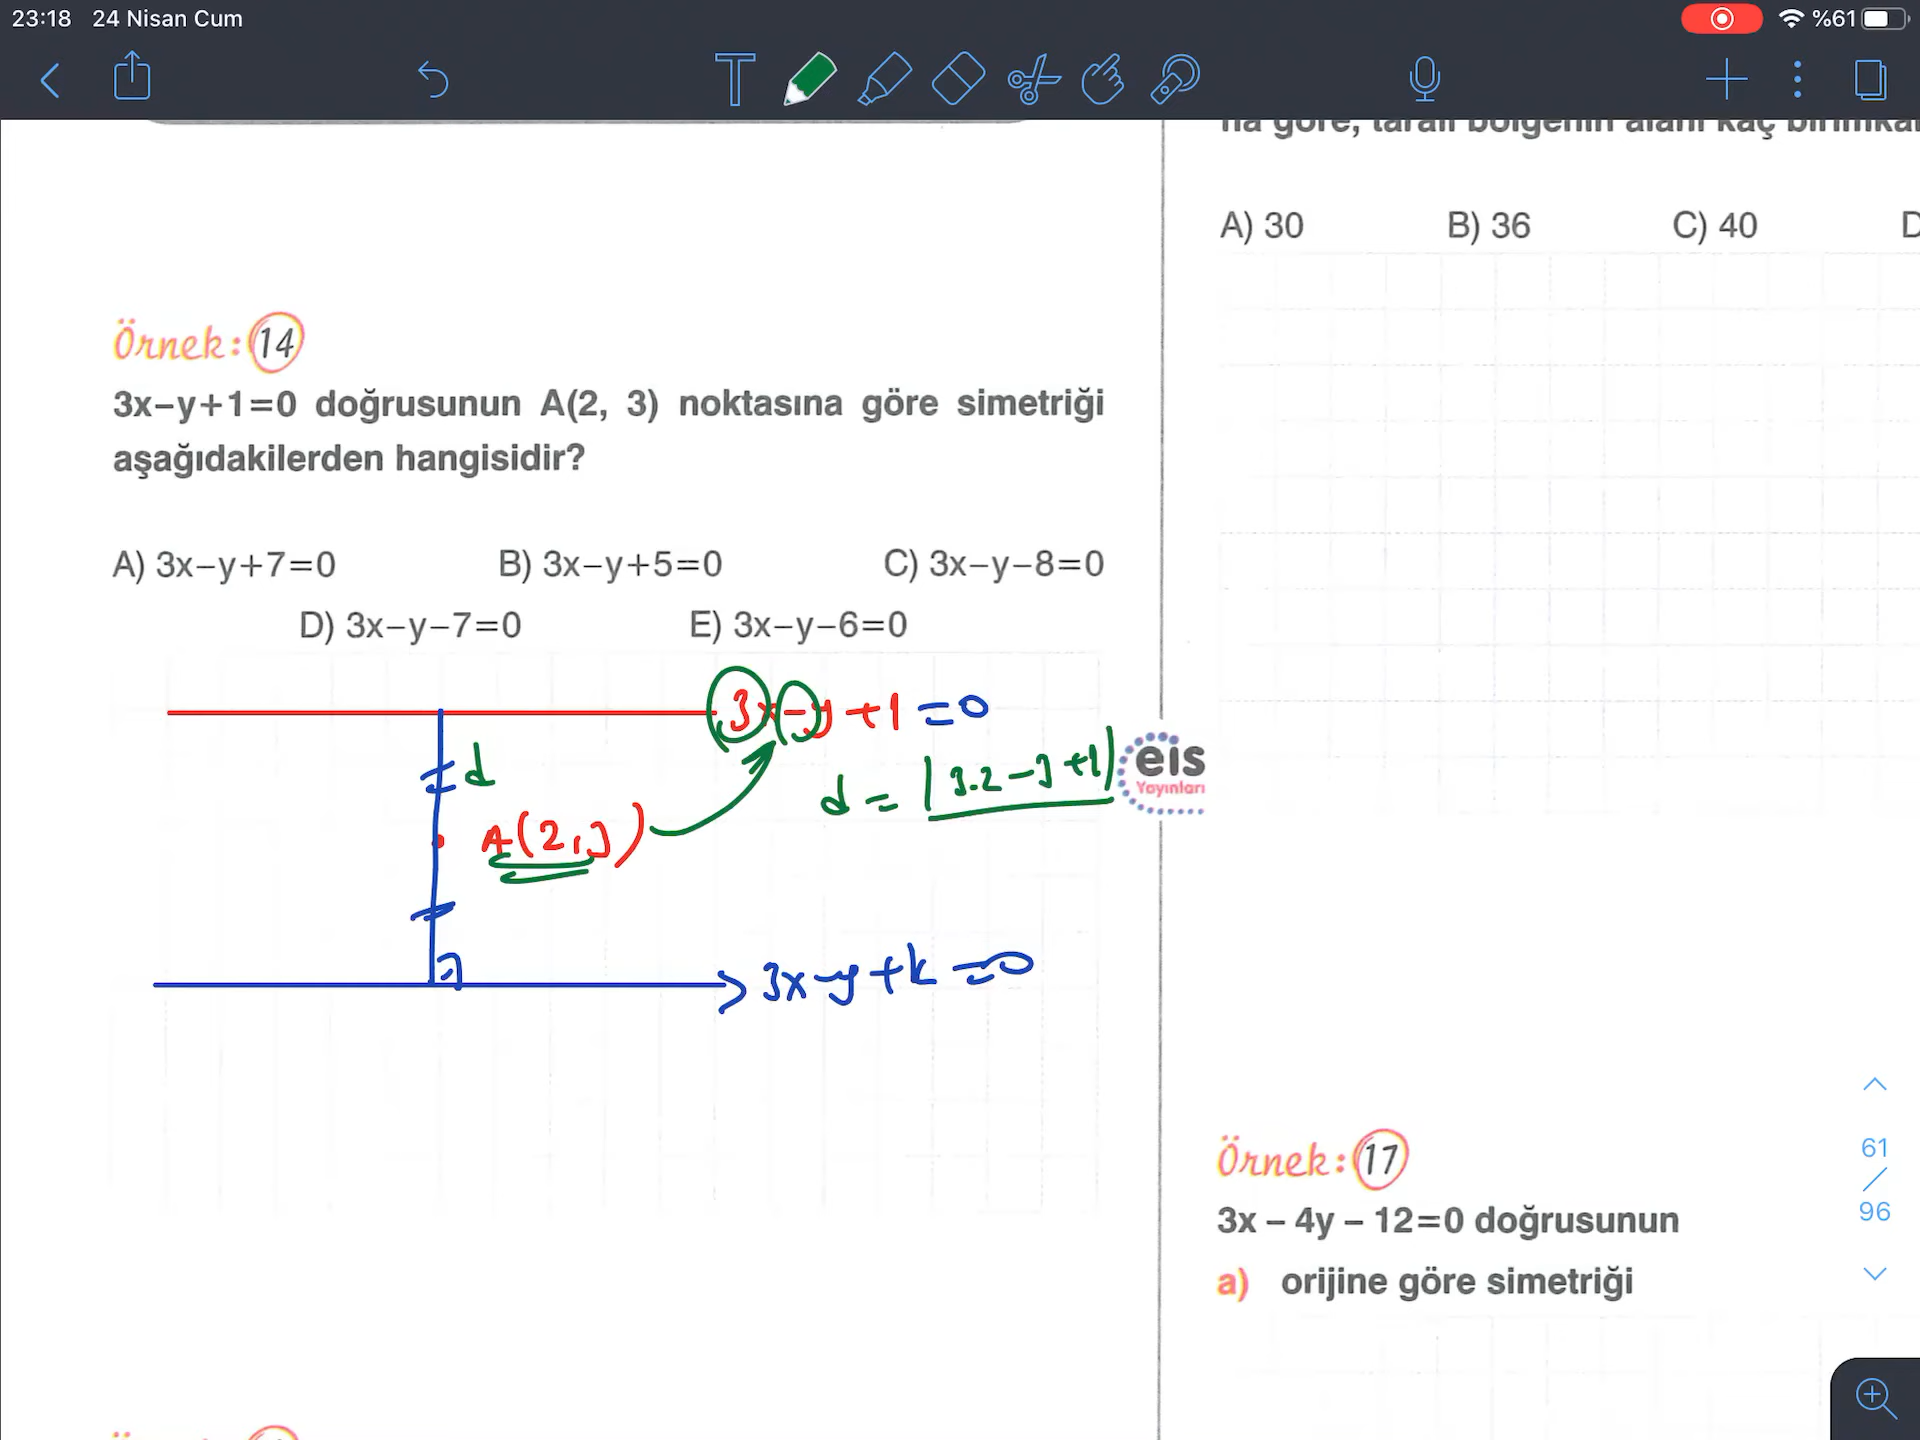 23:18 24 Nisan Cum
%61
T
na göre, taralı bölgenin alanı kaç birimka
A) 30 B) 36 C) 40 D
Örnek: 14
3x−y+1=0 doğrusunun A(2, 3) noktasına göre simetriği
aşağıdakilerden hangisidir?
A) 3x−y+7=0 B) 3x−y+5=0 C) 3x−y−8=0
D) 3x−y−7=0 E) 3x−y−6=0
3x−y+1=0
d
d = |3.2−3+1|
A(2,3)
3x−y+k=0
eis
Yayınları
Örnek: 17
3x − 4y − 12=0 doğrusunun
a) orijine göre simetriği
61
/
96